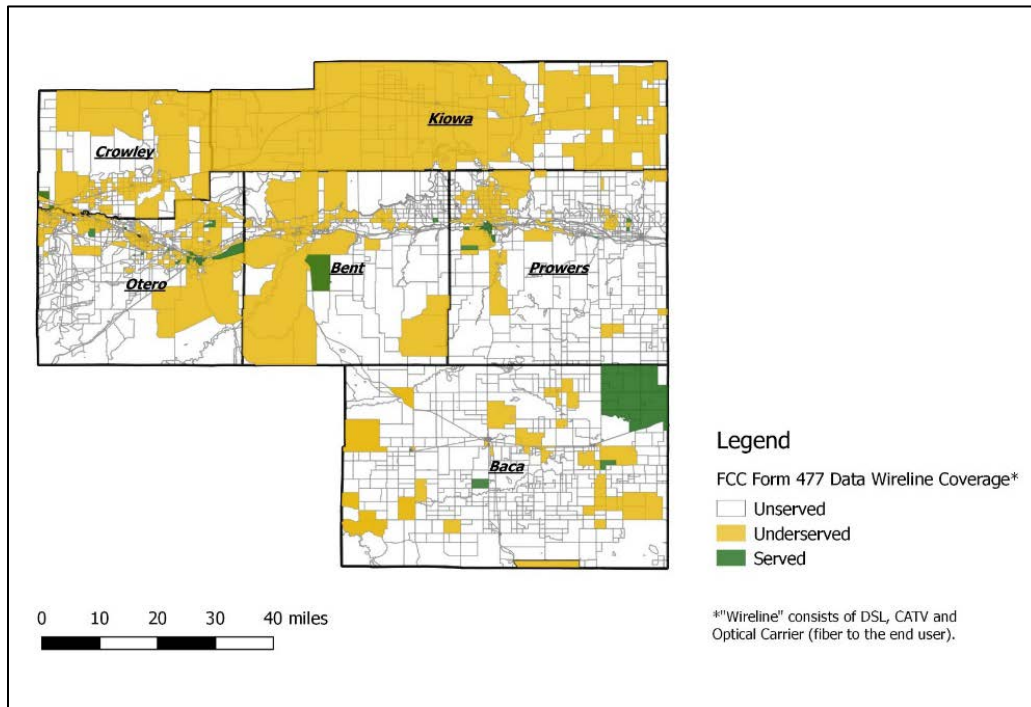 Kiowa
Crowley
Otero
Bent
Prowers
Baca
Legend
FCC Form 477 Data Wireline Coverage*
Unserved
Underserved
Served
0 10 20 30 40 miles
*"Wireline" consists of DSL, CATV and
Optical Carrier (fiber to the end user).